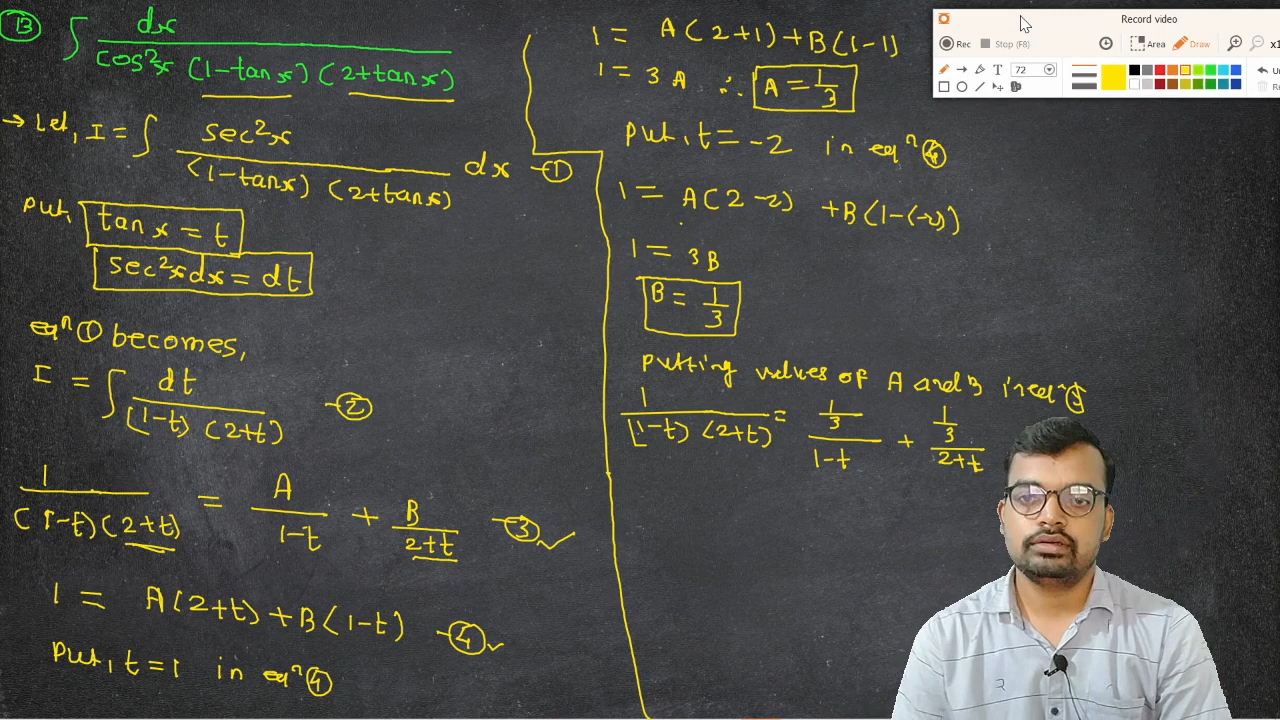 13 ∫ dx / cos²x (1-tanx) (2+tanx)
→ Let, I = ∫ sec²x / (1-tanx) (2+tanx) dx -①
Put, tan x = t
sec²x dx = dt
eqⁿ ① becomes,
I = ∫ dt / (1-t) (2+t) -②
1 / (1-t)(2+t) = A / 1-t + B / 2+t -③
1 = A(2+t)+B(1-t) -④
Put, t=1 in eqⁿ ④
1 = A(2+1)+B(1-1)
1 = 3A ∴ A = 1/3
Put, t = -2 in eqⁿ ④
1 = A(2-2) +B(1-(-2))
1 = 3B
B = 1/3
Putting values of A and B in eqⁿ
1 / (1-t) (2+t) = 1/3 / 1-t + 1/3 / 2+t
Record video
Rec Stop (F8) Area Draw x1
T 72